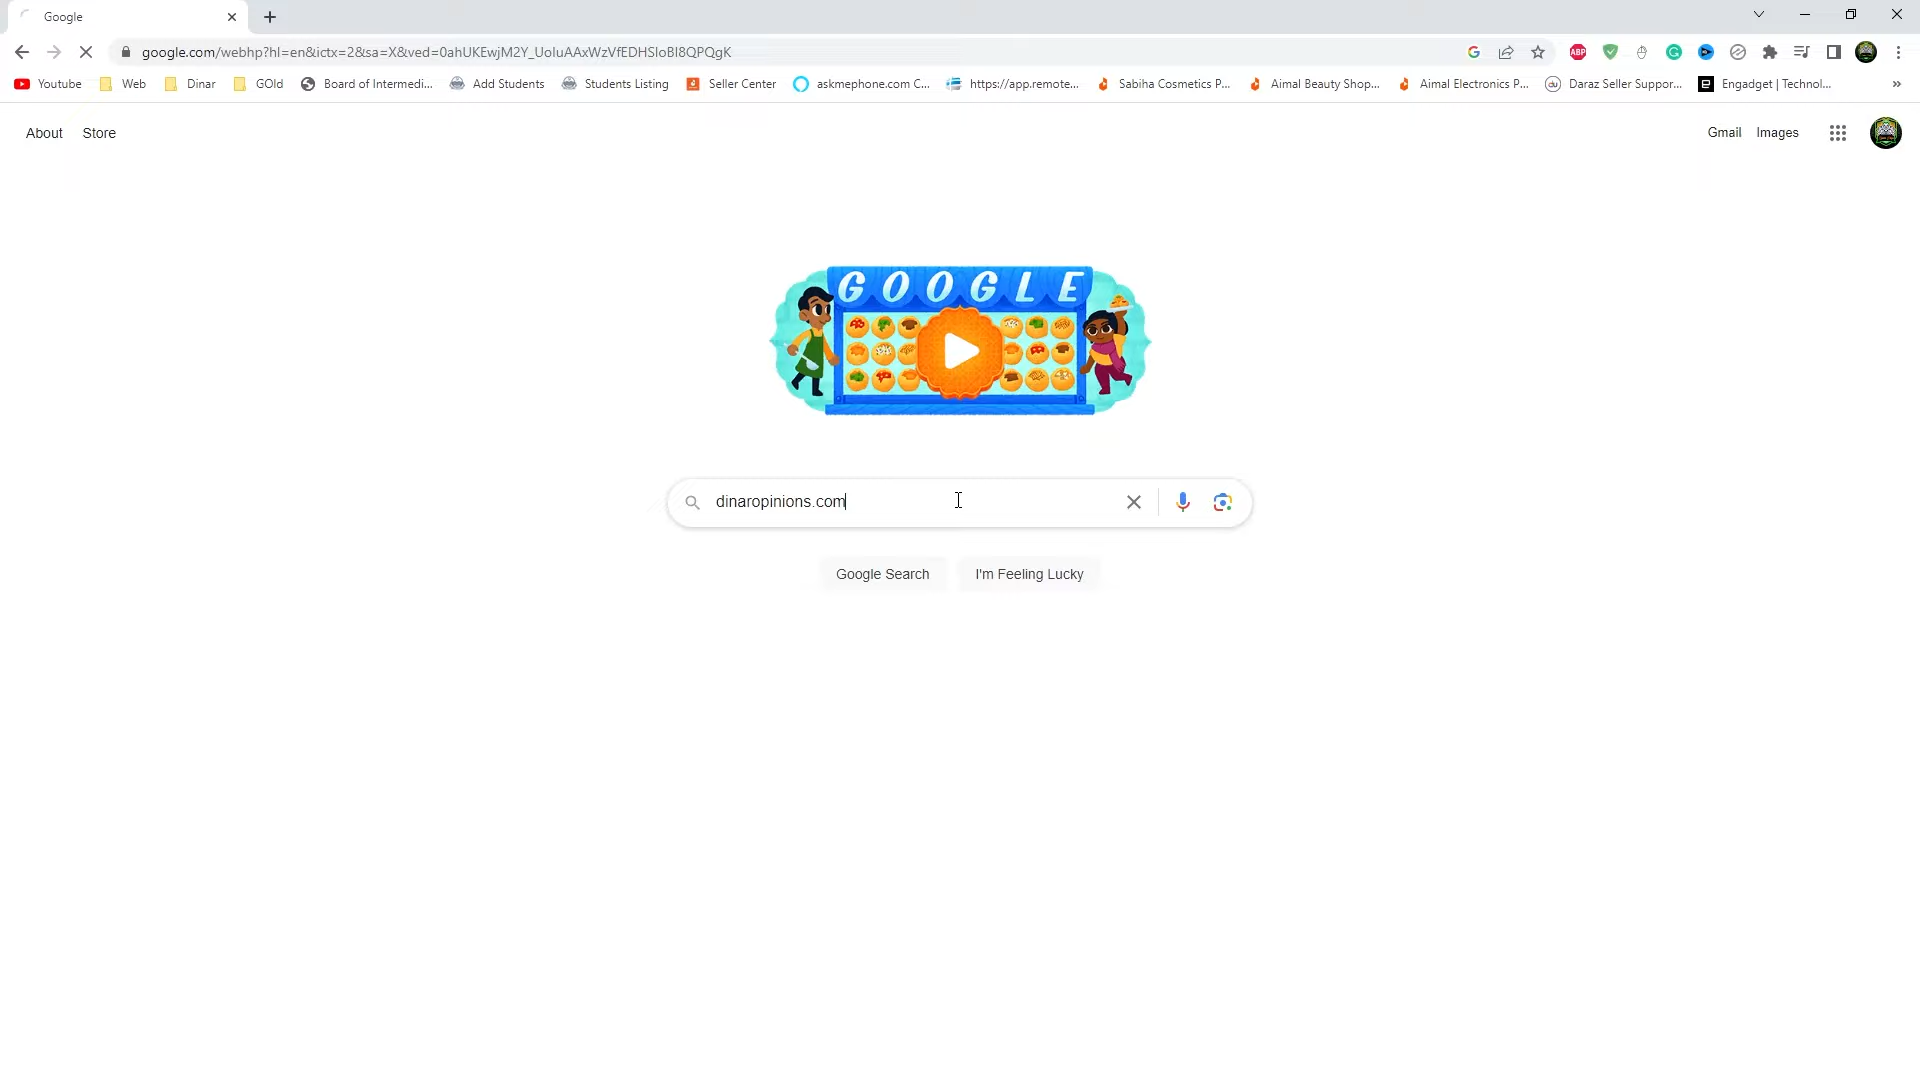 Google
google.com/webhp?hl=en&ictx=2&sa=X&ved=0ahUKEwjM2Y_UoIuAAxWzVfEDHSIoBI8QPQgK
ABP
Youtube
Web
Dinar
GOld
Board of Intermedi...
Add Students
Students Listing
Seller Center
askmephone.com C...
https://app.remote...
Sabiha Cosmetics P...
Aimal Beauty Shop...
Aimal Electronics P...
Daraz Seller Suppor...
Engadget | Technol...
»
About
Store
Gmail
Images
GOOGLE
dinaropinions.com
Google Search
I'm Feeling Lucky